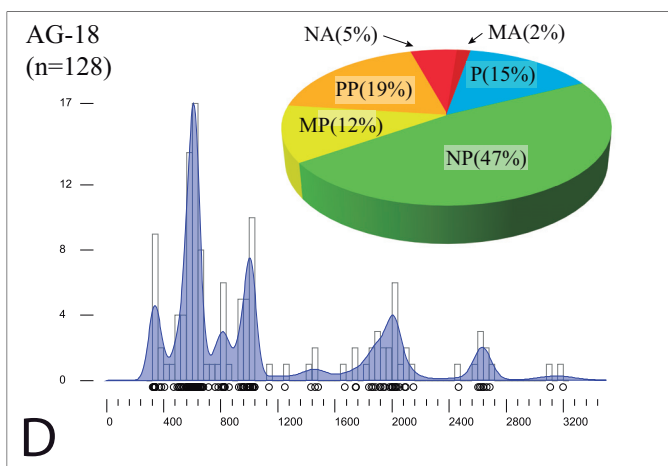 AG-18
(n=128)
NA(5%)
MA(2%)
P(15%)
PP(19%)
MP(12%)
NP(47%)
17
12
8
4
0
0 400 800 1200 1600 2000 2400 2800 3200
D